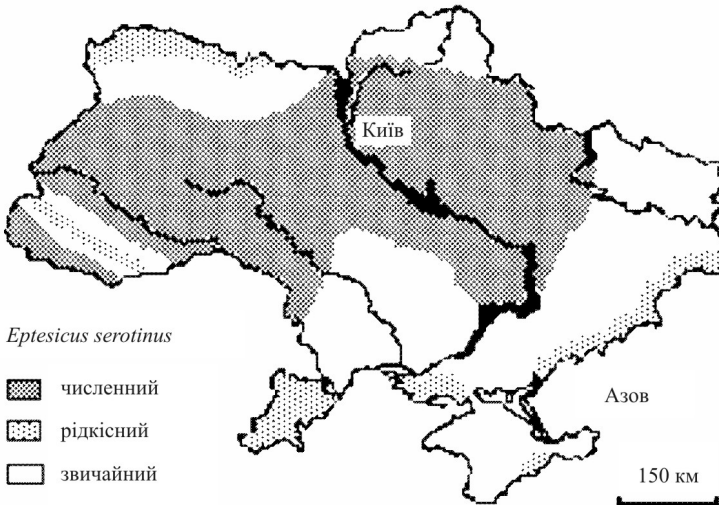 Київ
Eptesicus serotinus
численний
рідкісний
звичайний
Азов
150 км